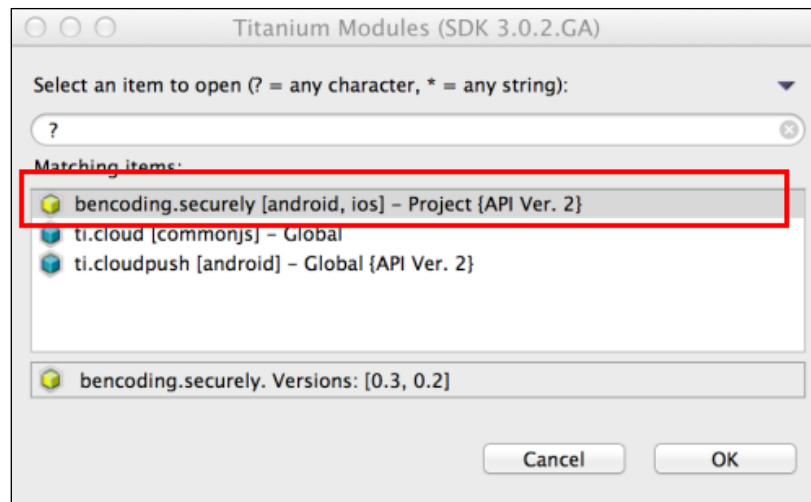 Titanium Modules (SDK 3.0.2.GA)
Select an item to open (? = any character, * = any string):
?
Matching items:
bencoding.securely [android, ios] – Project {API Ver. 2}
ti.cloud [commonjs] – Global
ti.cloudpush [android] – Global {API Ver. 2}
bencoding.securely. Versions: [0.3, 0.2]
Cancel OK